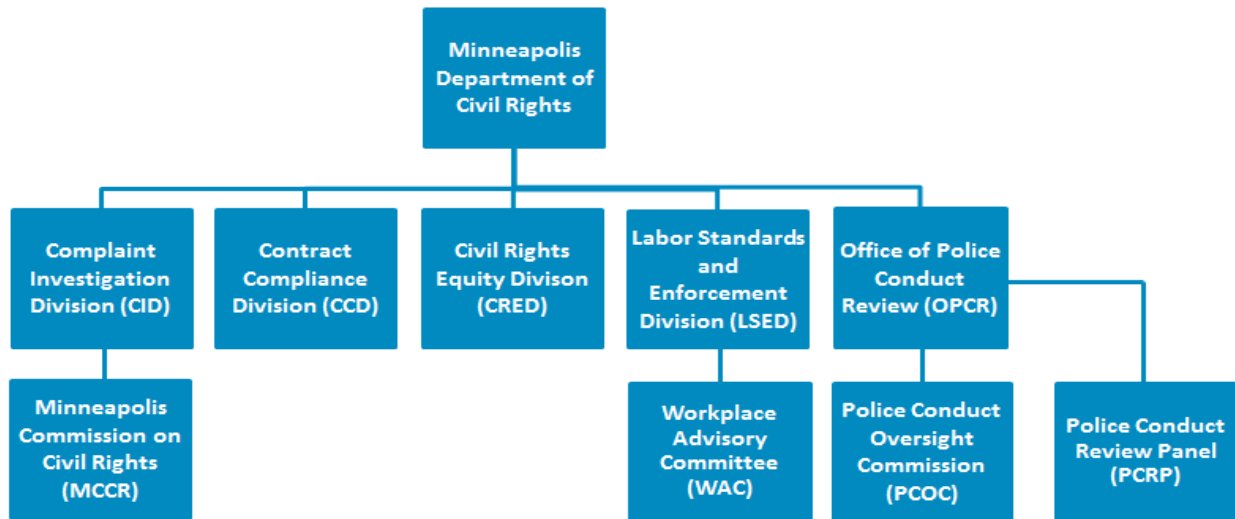 Minneapolis
Department of
Civil Rights
Complaint
Investigation
Division (CID)
Contract
Compliance
Division (CCD)
Civil Rights
Equity Divison
(CRED)
Labor Standards
and
Enforcement
Division (LSED)
Office of Police
Conduct
Review (OPCR)
Minneapolis
Commission on
Civil Rights
(MCCR)
Workplace
Advisory
Committee
(WAC)
Police Conduct
Oversight
Commission
(PCOC)
Police Conduct
Review Panel
(PCRP)